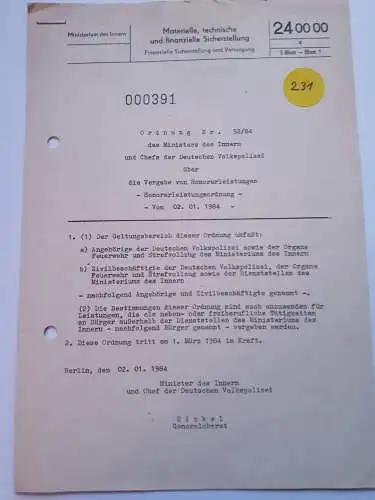 Ministerium des Innern
Materielle, technische
und finanzielle Sicherstellung
Finanzielle Sicherstellung und Versorgung
24 00 00
4
1 Blatt – Blatt 1
231
000391
Ordnung Nr. 52/84
des Ministers des Innern
und Chefs der Deutschen Volkspolizei
über
die Vergabe von Honorarleistungen
- Honorarleistungsordnung -
- Vom 02. 01. 1984 -
1. (1) Der Geltungsbereich dieser Ordnung umfaßt:
a) Angehörige der Deutschen Volkspolizei sowie der Organe
Feuerwehr und Strafvollzug des Ministeriums des Innern
b) Zivilbeschäftigte der Deutschen Volkspolizei, der Organe
Feuerwehr und Strafvollzug sowie der Dienststellen des
Ministeriums des Innern
- nachfolgend Angehörige und Zivilbeschäftigte genannt -.
(2) Die Bestimmungen dieser Ordnung sind auch anzuwenden für
Leistungen, die als neben- oder freiberufliche Tätigkeiten
an Bürger außerhalb der Dienststellen des Ministeriums des
Innern - nachfolgend Bürger genannt - vergeben werden.
2. Diese Ordnung tritt am 1. März 1984 in Kraft.
Berlin, den 02. 01. 1984
Minister des Innern
und Chef der Deutschen Volkspolizei
Dickel
Generaloberst